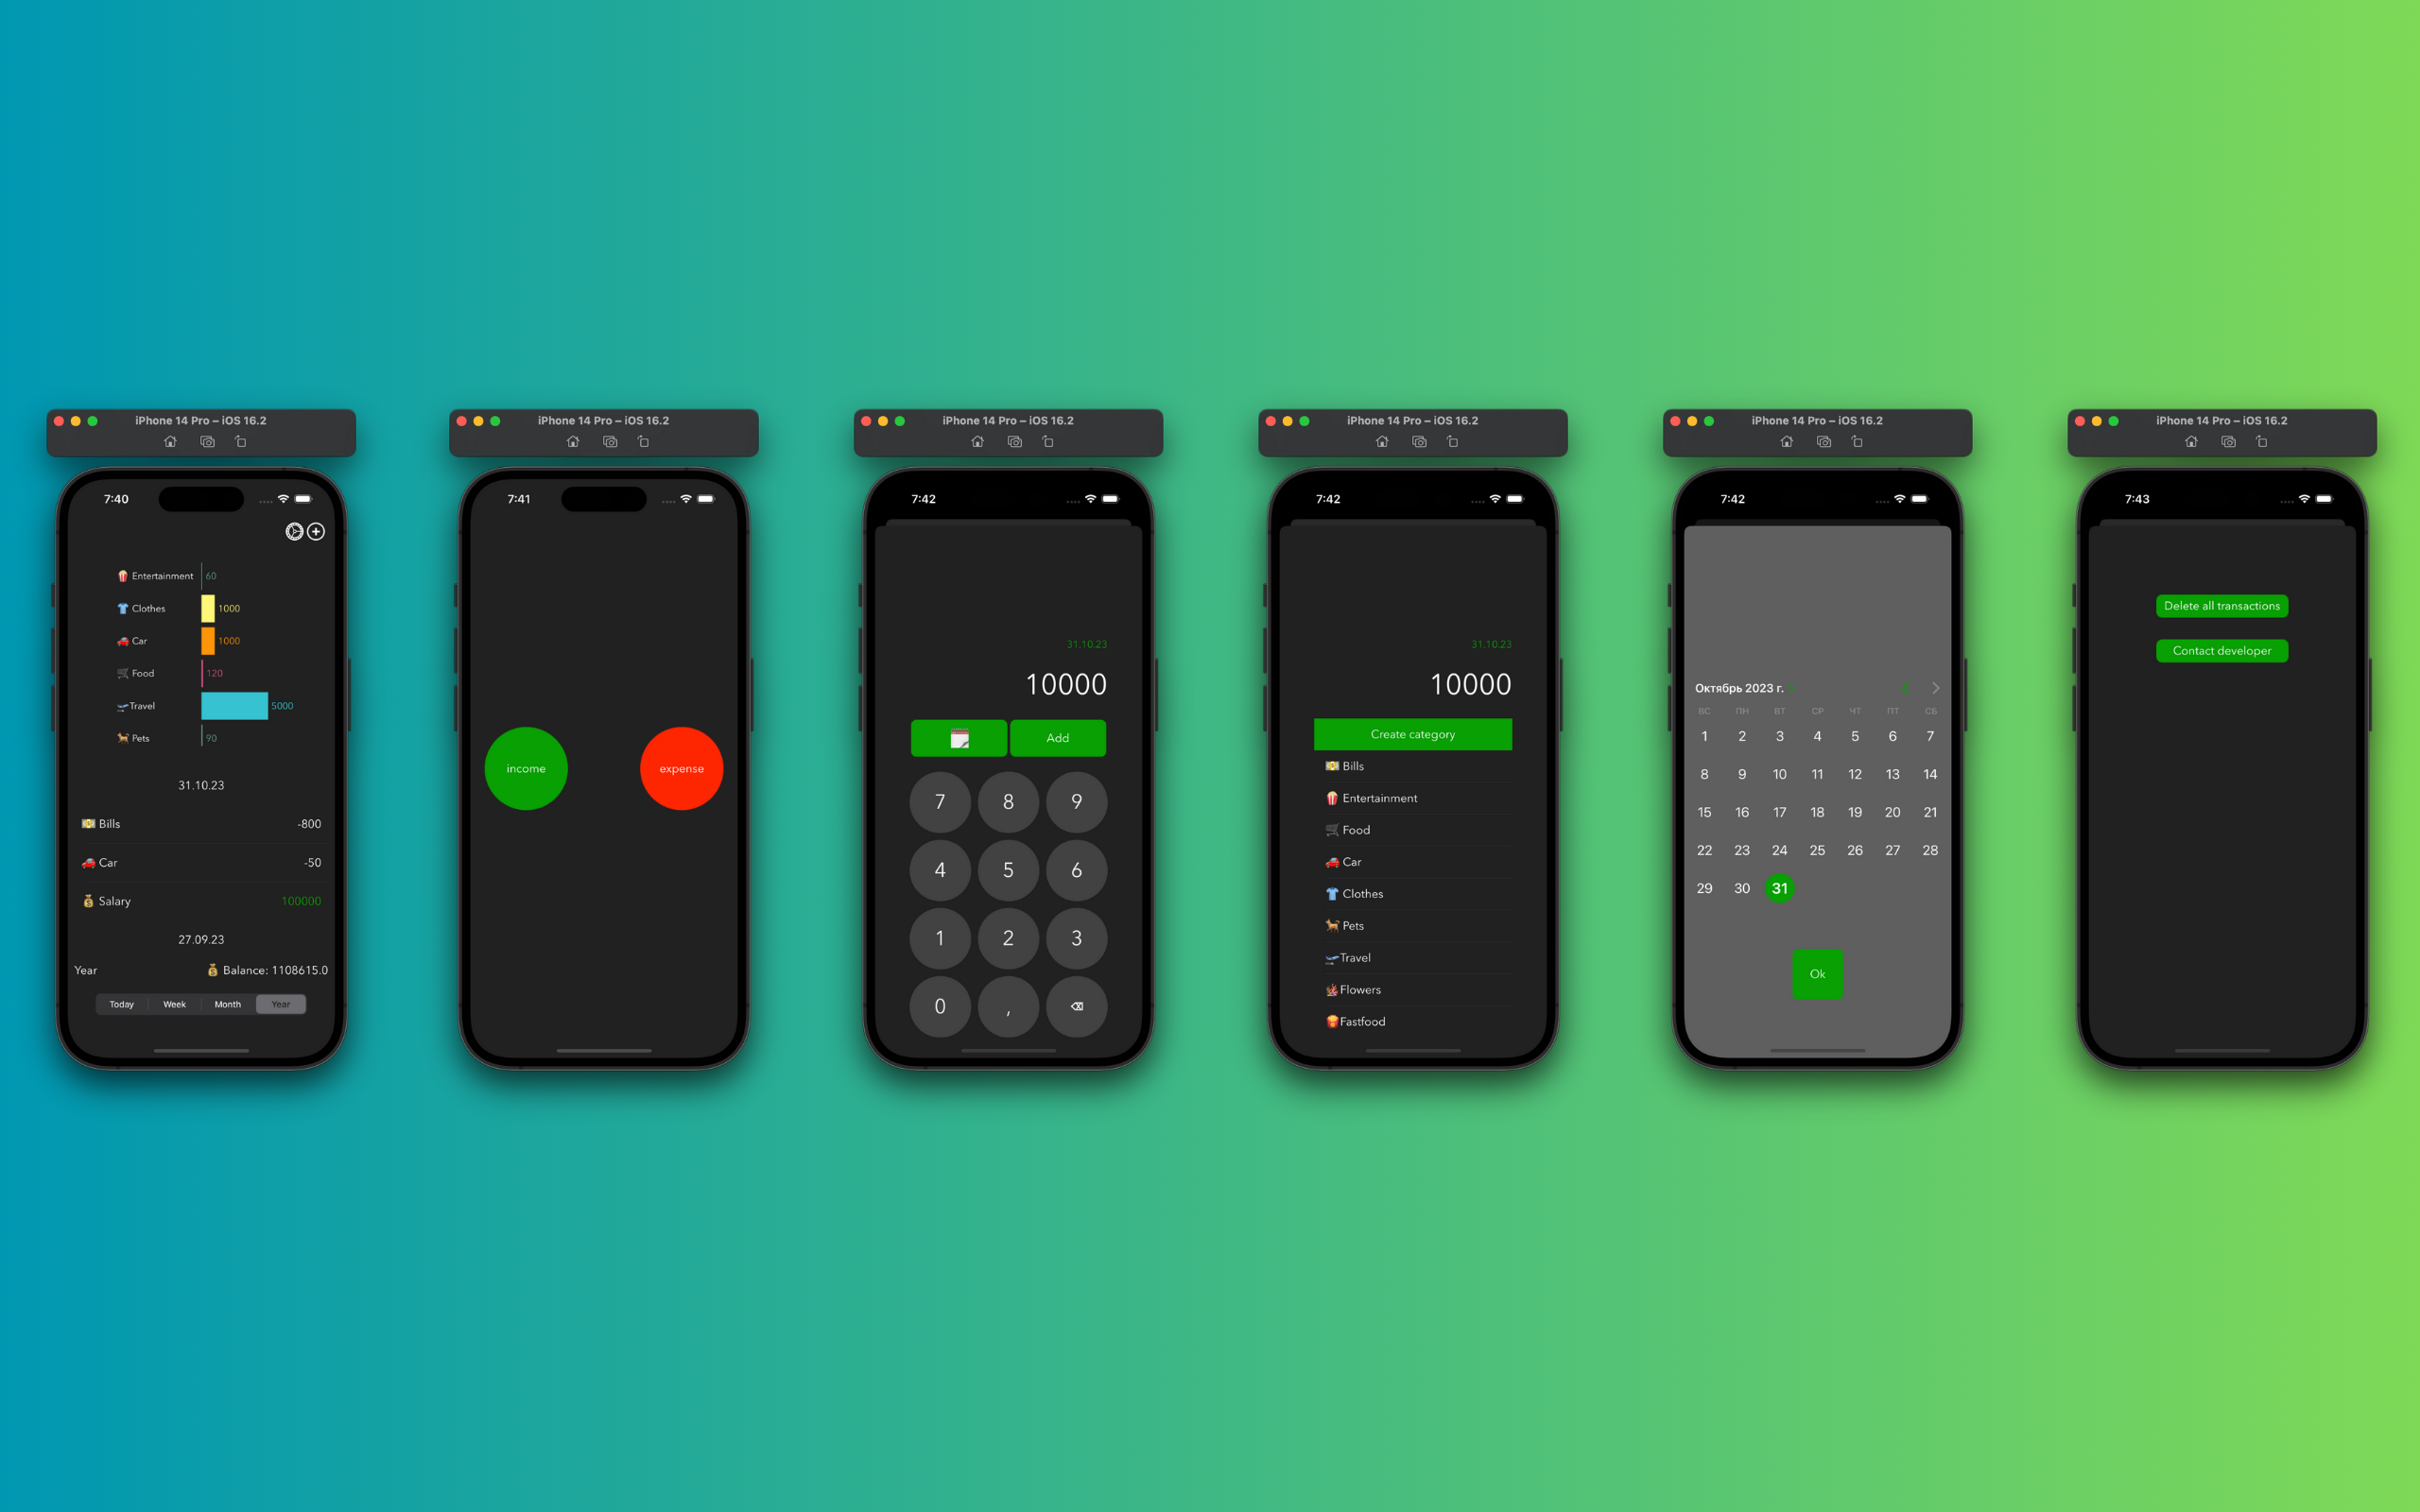 iPhone 14 Pro – iOS 16.2
7:40
Entertainment 60
Clothes 1000
Car 1000
Food 120
Travel 5000
Pets 90
31.10.23
Bills -800
Car -50
Salary 100000
27.09.23
Year Balance: 1108615.0
Today Week Month Year
iPhone 14 Pro – iOS 16.2
7:41
income expense
iPhone 14 Pro – iOS 16.2
7:42
31.10.23
10000
Add
7 8 9
4 5 6
1 2 3
0 ,
iPhone 14 Pro – iOS 16.2
7:42
31.10.23
10000
Create category
Bills
Entertainment
Food
Car
Clothes
Pets
Travel
Flowers
Fastfood
iPhone 14 Pro – iOS 16.2
7:42
Октябрь 2023 г.
ВС ПН ВТ СР ЧТ ПТ СБ
1 2 3 4 5 6 7
8 9 10 11 12 13 14
15 16 17 18 19 20 21
22 23 24 25 26 27 28
29 30 31
Ok
iPhone 14 Pro – iOS 16.2
7:43
Delete all transactions
Contact developer